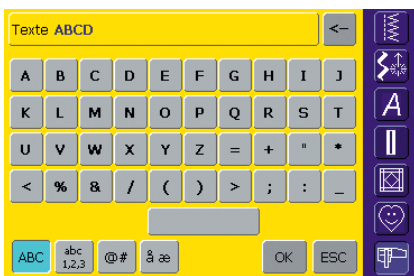 Texte ABCD <-
A B C D E F G H I J
K L M N O P Q R S T
U V W X Y Z = + " *
< % & / ( ) > ; : _
ABC abc 1,2,3 @# å æ OK ESC
A